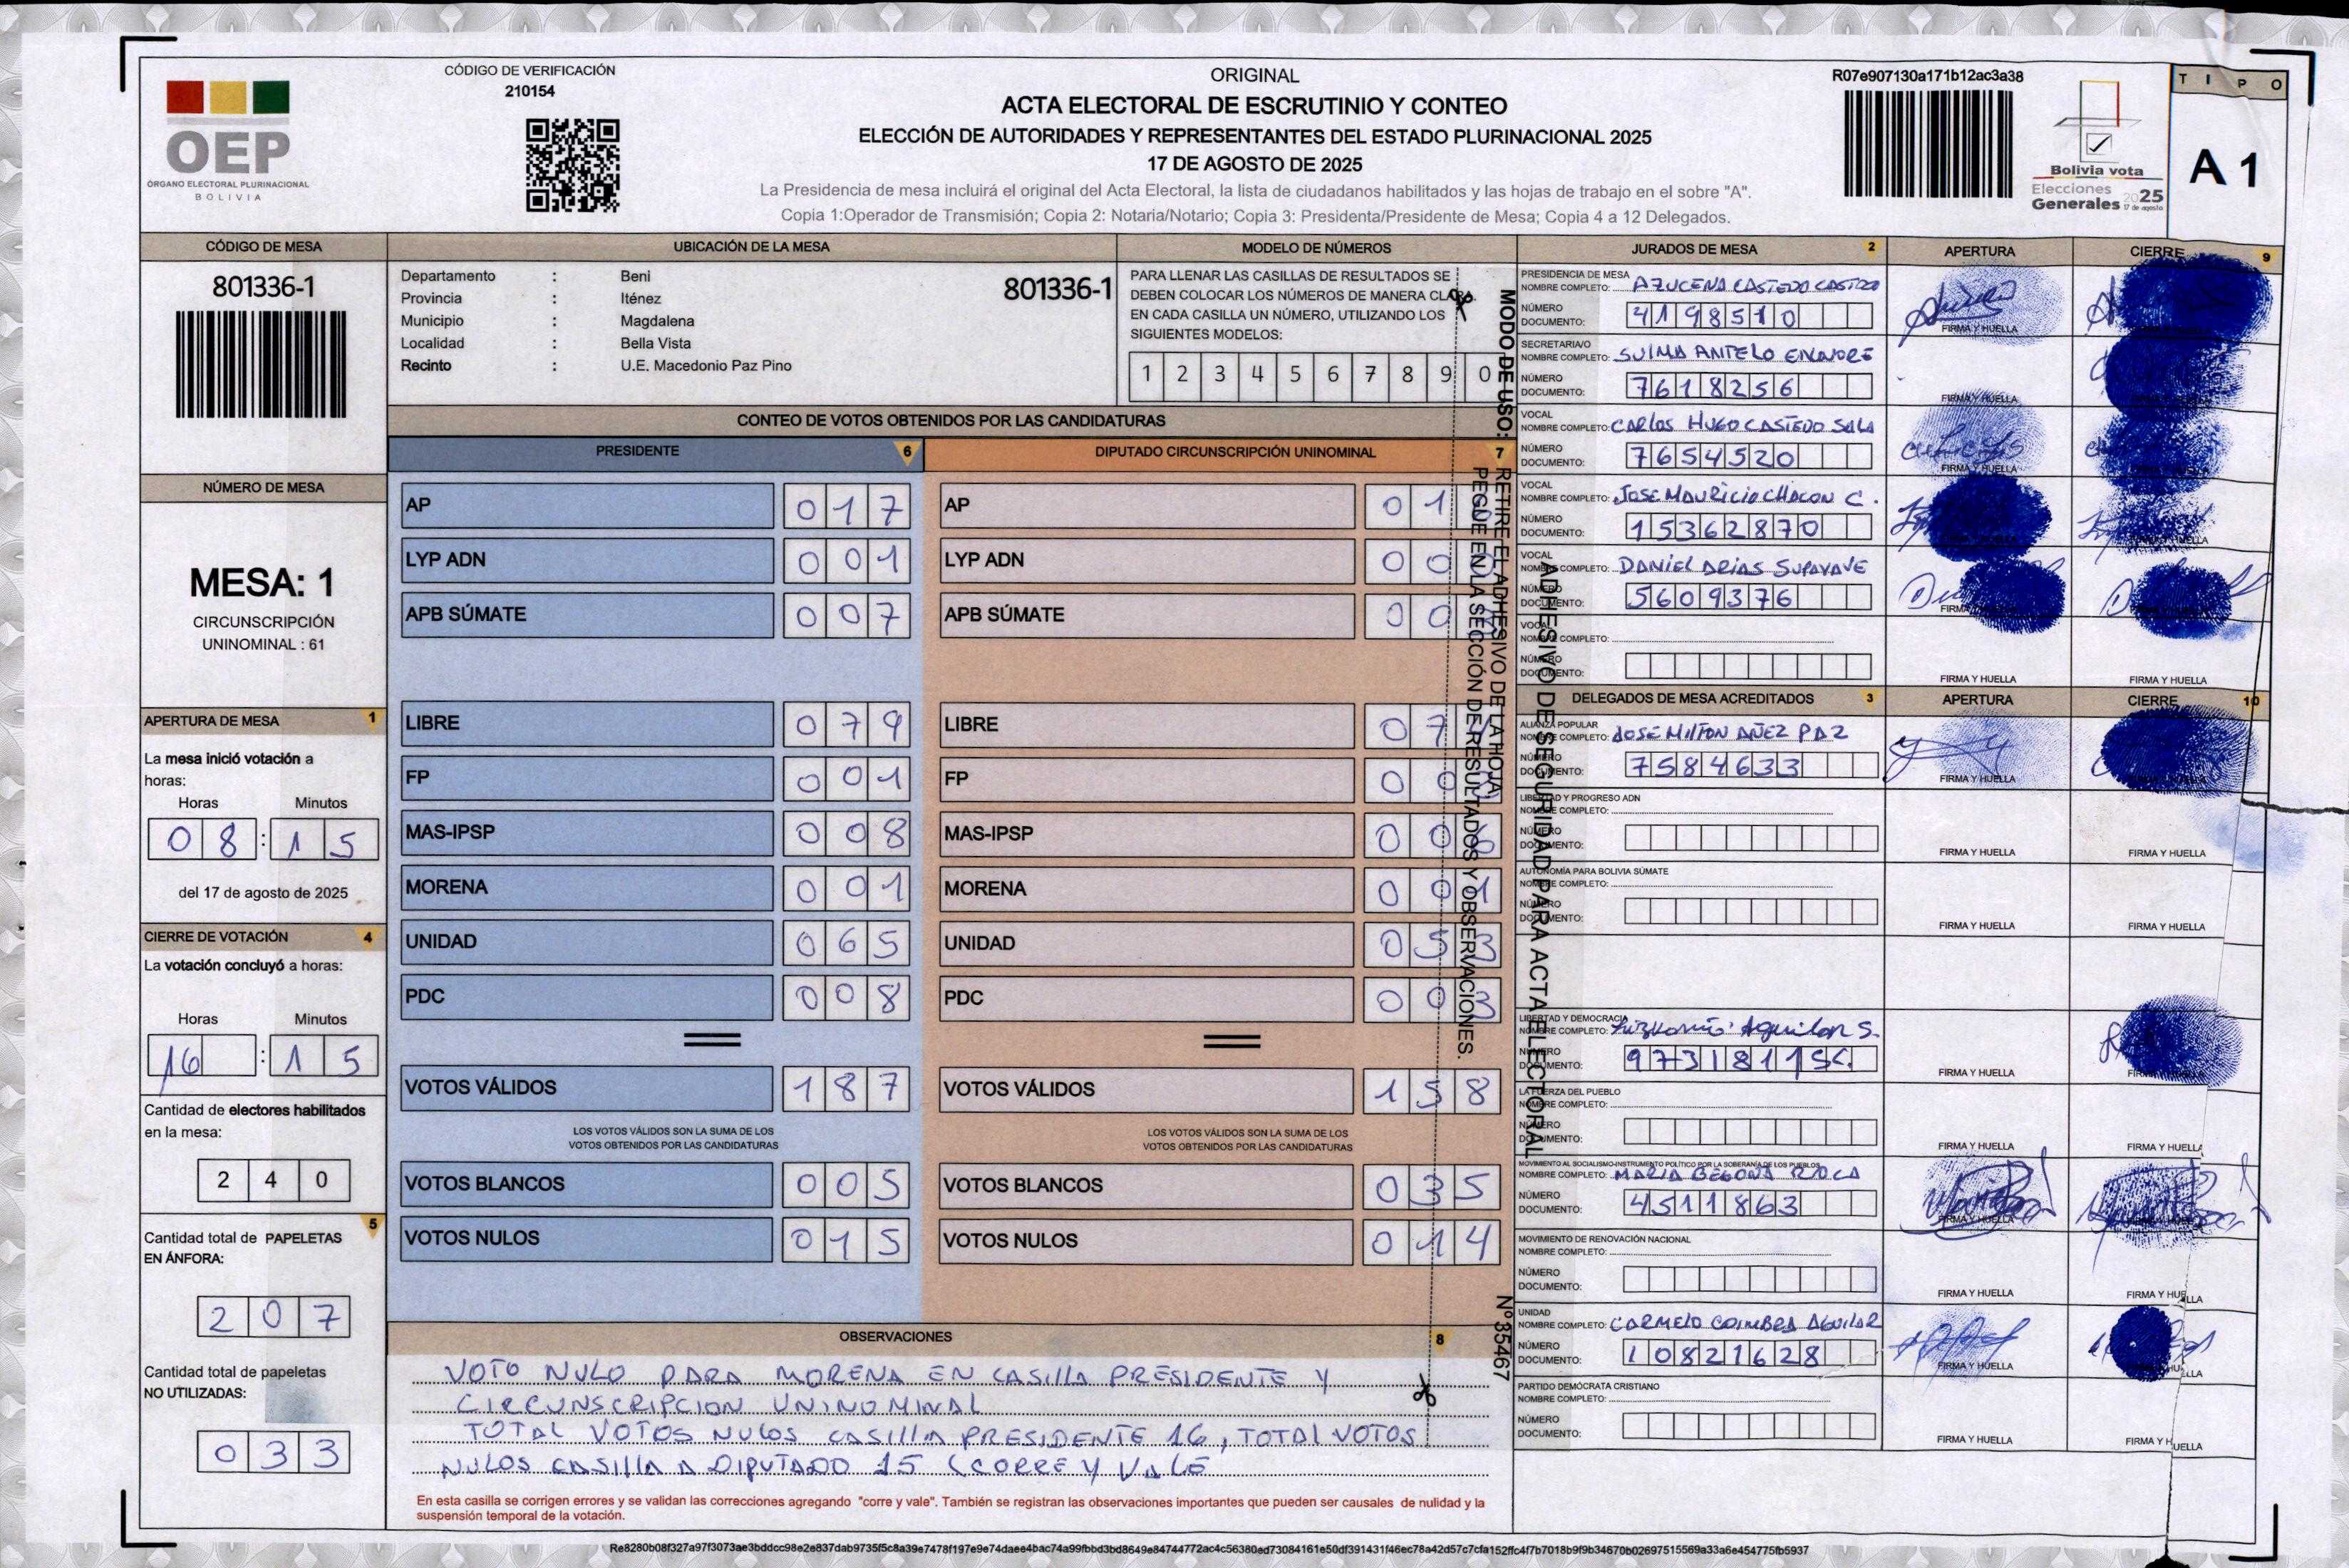 CÓDIGO DE VERIFICACIÓN
210154
OEP
ÓRGANO ELECTORAL PLURINACIONAL
BOLIVIA
ORIGINAL
ACTA ELECTORAL DE ESCRUTINIO Y CONTEO
ELECCIÓN DE AUTORIDADES Y REPRESENTANTES DEL ESTADO PLURINACIONAL 2025
17 DE AGOSTO DE 2025
La Presidencia de mesa incluirá el original del Acta Electoral, la lista de ciudadanos habilitados y las hojas de trabajo en el sobre "A".
Copia 1:Operador de Transmisión; Copia 2: Notaria/Notario; Copia 3: Presidenta/Presidente de Mesa; Copia 4 a 12 Delegados.
R07e907130a171b12ac3a38
Bolivia vota
Elecciones 2025
Generales 17 de agosto
TIPO
A 1
CÓDIGO DE MESA
801336-1
NÚMERO DE MESA
MESA: 1
CIRCUNSCRIPCIÓN
UNINOMINAL : 61
APERTURA DE MESA 1
La mesa inició votación a
horas:
Horas Minutos
08 : 15
del 17 de agosto de 2025
CIERRE DE VOTACIÓN 4
La votación concluyó a horas:
Horas Minutos
16 : 15
Cantidad de electores habilitados
en la mesa:
240
5
Cantidad total de PAPELETAS
EN ÁNFORA:
207
Cantidad total de papeletas
NO UTILIZADAS:
033
UBICACIÓN DE LA MESA
Departamento : Beni
801336-1
Provincia : Iténez
Municipio : Magdalena
Localidad : Bella Vista
Recinto : U.E. Macedonio Paz Pino
MODELO DE NÚMEROS
PARA LLENAR LAS CASILLAS DE RESULTADOS SE
DEBEN COLOCAR LOS NÚMEROS DE MANERA CLARA
EN CADA CASILLA UN NÚMERO, UTILIZANDO LOS
SIGUIENTES MODELOS:
1 2 3 4 5 6 7 8 9 0
CONTEO DE VOTOS OBTENIDOS POR LAS CANDIDATURAS
PRESIDENTE 6
DIPUTADO CIRCUNSCRIPCIÓN UNINOMINAL 7
AP 017 AP 01
LYP ADN 001 LYP ADN 00
APB SÚMATE 007 APB SÚMATE 00
LIBRE 079 LIBRE 07
FP 001 FP 00
MAS-IPSP 008 MAS-IPSP 006
MORENA 001 MORENA 001
UNIDAD 065 UNIDAD 053
PDC 008 PDC 003
VOTOS VÁLIDOS 187 VOTOS VÁLIDOS 158
LOS VOTOS VÁLIDOS SON LA SUMA DE LOS
VOTOS OBTENIDOS POR LAS CANDIDATURAS
LOS VOTOS VÁLIDOS SON LA SUMA DE LOS
VOTOS OBTENIDOS POR LAS CANDIDATURAS
VOTOS BLANCOS 005 VOTOS BLANCOS 035
VOTOS NULOS 015 VOTOS NULOS 014
OBSERVACIONES 8
VOTO NULO PARA MORENA EN CASILLA PRESIDENTE Y
CIRCUNSCRIPCION UNINOMINAL
TOTAL VOTOS NULOS CASILLA PRESIDENTE 16, TOTAL VOTOS
NULOS CASILLA A DIPUTADO 15 (CORRE Y VALE
En esta casilla se corrigen errores y se validan las correcciones agregando "corre y vale". También se registran las observaciones importantes que pueden ser causales de nulidad y la
suspensión temporal de la votación.
MODO DE USO:
RETIRE EL ADHESIVO DE LA HOJA,
PEGUE EN LA SECCIÓN DE RESULTADOS Y OBSERVACIONES.
ADHESIVO DE SEGURIDAD PARA ACTA ELECTORAL
Nº 35467
JURADOS DE MESA 2 APERTURA CIERRE 9
PRESIDENCIA DE MESA
NOMBRE COMPLETO: AZUCENA CASTEDO CASTRO
NÚMERO
DOCUMENTO: 4198510
FIRMA Y HUELLA
SECRETARIA/O
NOMBRE COMPLETO: SULMA ANTELO
NÚMERO
DOCUMENTO: 7618256
FIRMA Y HUELLA
VOCAL
NOMBRE COMPLETO: CARLOS HUGO CASTEDO SALA
NÚMERO
DOCUMENTO: 7654520
FIRMA Y HUELLA
VOCAL
NOMBRE COMPLETO: JOSE MAURICIO CHACON C.
NÚMERO
DOCUMENTO: 15362870
VOCAL
NOMBRE COMPLETO: DANIEL ARIAS SUPAYAVE
NÚMERO
DOCUMENTO: 5609376
VOCAL
NOMBRE COMPLETO:
NÚMERO
DOCUMENTO:
FIRMA Y HUELLA FIRMA Y HUELLA
DELEGADOS DE MESA ACREDITADOS 3 APERTURA CIERRE 10
ALIANZA POPULAR
NOMBRE COMPLETO: JOSE MILTON AÑEZ PAZ
NÚMERO
DOCUMENTO: 7584633
FIRMA Y HUELLA
LIBERTAD Y PROGRESO ADN
NOMBRE COMPLETO:
NÚMERO
DOCUMENTO:
FIRMA Y HUELLA FIRMA Y HUELLA
AUTONOMÍA PARA BOLIVIA SÚMATE
NOMBRE COMPLETO:
NÚMERO
DOCUMENTO:
FIRMA Y HUELLA FIRMA Y HUELLA
LIBERTAD Y DEMOCRACIA
NOMBRE COMPLETO: Aguilar S.
NÚMERO
DOCUMENTO: 9731811SC.
FIRMA Y HUELLA
LA FUERZA DEL PUEBLO
NOMBRE COMPLETO:
NÚMERO
DOCUMENTO:
FIRMA Y HUELLA FIRMA Y HUELLA
MOVIMIENTO AL SOCIALISMO-INSTRUMENTO POLÍTICO POR LA SOBERANÍA DE LOS PUEBLOS
NOMBRE COMPLETO: MARIA BEGOÑA ROCA
NÚMERO
DOCUMENTO: 4511863
FIRMA Y HUELLA
MOVIMIENTO DE RENOVACIÓN NACIONAL
NOMBRE COMPLETO:
NÚMERO
DOCUMENTO:
FIRMA Y HUELLA FIRMA Y HUELLA
UNIDAD
NOMBRE COMPLETO: CARMELO COIMBRA AGUILAR
NÚMERO
DOCUMENTO: 10821628
FIRMA Y HUELLA
PARTIDO DEMÓCRATA CRISTIANO
NOMBRE COMPLETO:
NÚMERO
DOCUMENTO:
FIRMA Y HUELLA FIRMA Y HUELLA